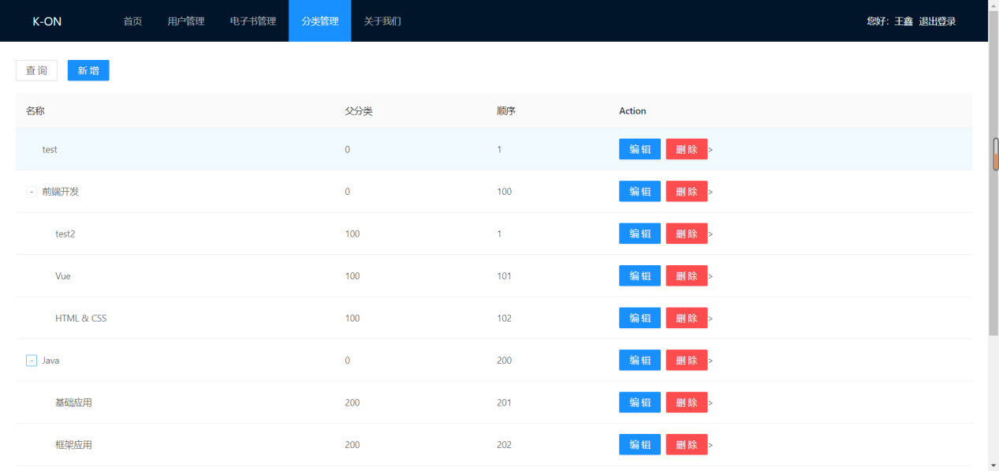 K-ON 首页 用户管理 电子书管理 分类管理 关于我们 您好：王鑫 退出登录
查 询 新 增
名称 父分类 顺序 Action
test 0 1 编 辑 删 除 >
- 前端开发 0 100 编 辑 删 除 >
test2 100 1 编 辑 删 除 >
Vue 100 101 编 辑 删 除 >
HTML & CSS 100 102 编 辑 删 除 >
- Java 0 200 编 辑 删 除 >
基础应用 200 201 编 辑 删 除 >
框架应用 200 202 编 辑 删 除 >